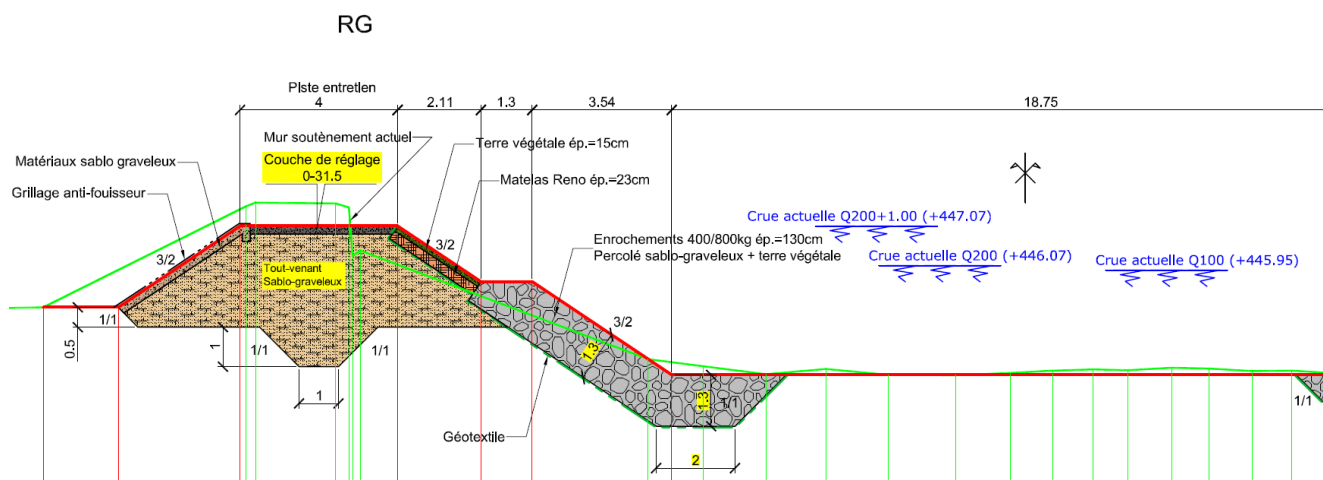 RG
Piste entretien
4
2.11
1.3
3.54
18.75
Mur soutènement actuel
Terre végétale ép.=15cm
Matériaux sablo graveleux
Couche de réglage
0-31.5
Matelas Reno ép.=23cm
Grillage anti-fouisseur
Crue actuelle Q200+1.00 (+447.07)
Enrochements 400/800kg ép.=130cm
Percolé sablo-graveleux + terre végétale
Crue actuelle Q200 (+446.07)
Crue actuelle Q100 (+445.95)
3/2
3/2
Tout-venant
Sablo-graveleux
3/2
1/1
0.5
1
1/1
1/1
1.3
1.3
1/1
1/1
1
Géotextile
2